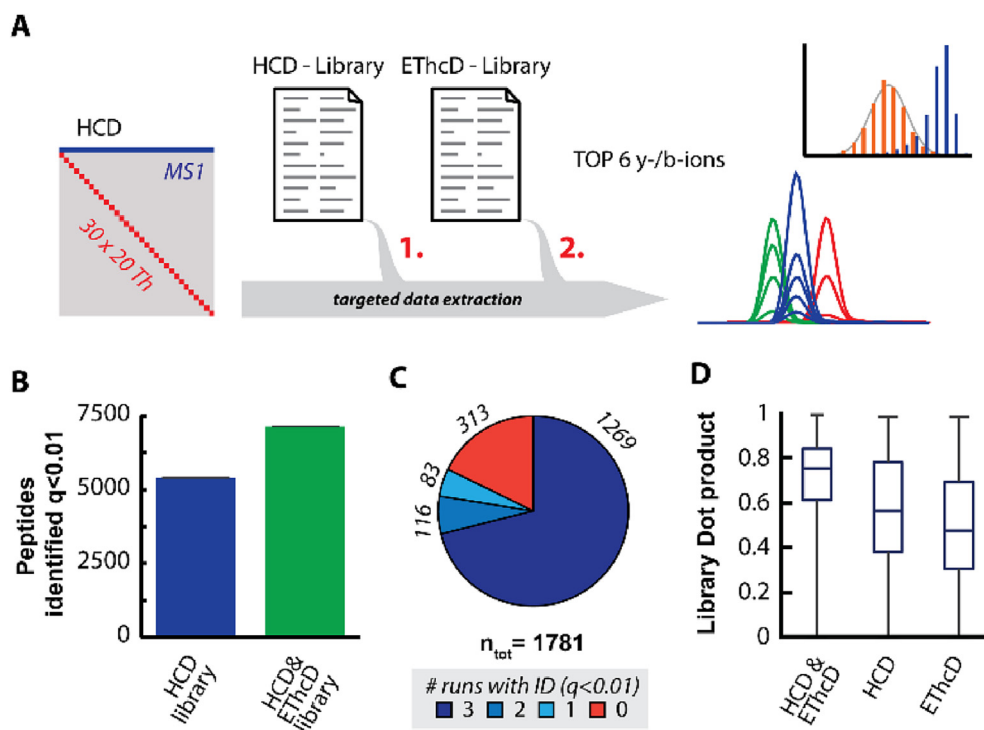 A
HCD - Library
EThcD - Library
HCD
MS1
30 x 20 Th
TOP 6 y-/b-ions
1.
2.
targeted data extraction
B
Peptides
identified q<0.01
7500
5000
2500
0
HCD
library
HCD&
EThcD
library
C
313
1269
83
116
ntot= 1781
# runs with ID (q<0.01)
3 2 1 0
D
Library Dot product
1
0.8
0.6
0.4
0.2
0
HCD &
EThcD
HCD
EThcD